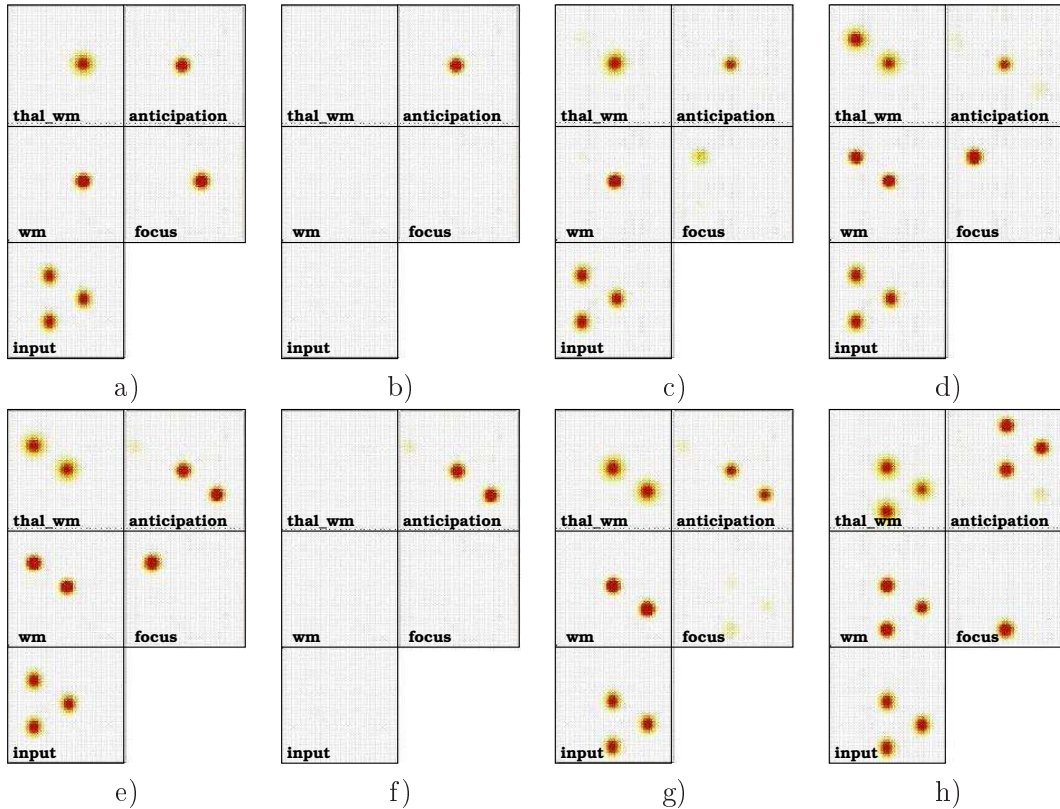 thal_wm anticipation thal_wm anticipation thal_wm anticipation thal_wm anticipation
wm focus wm focus wm focus wm focus
input input input input
a) b) c) d)
thal_wm anticipation thal_wm anticipation thal_wm anticipation thal_wm anticipation
wm focus wm focus wm focus wm focus
input input input input
e) f) g) h)